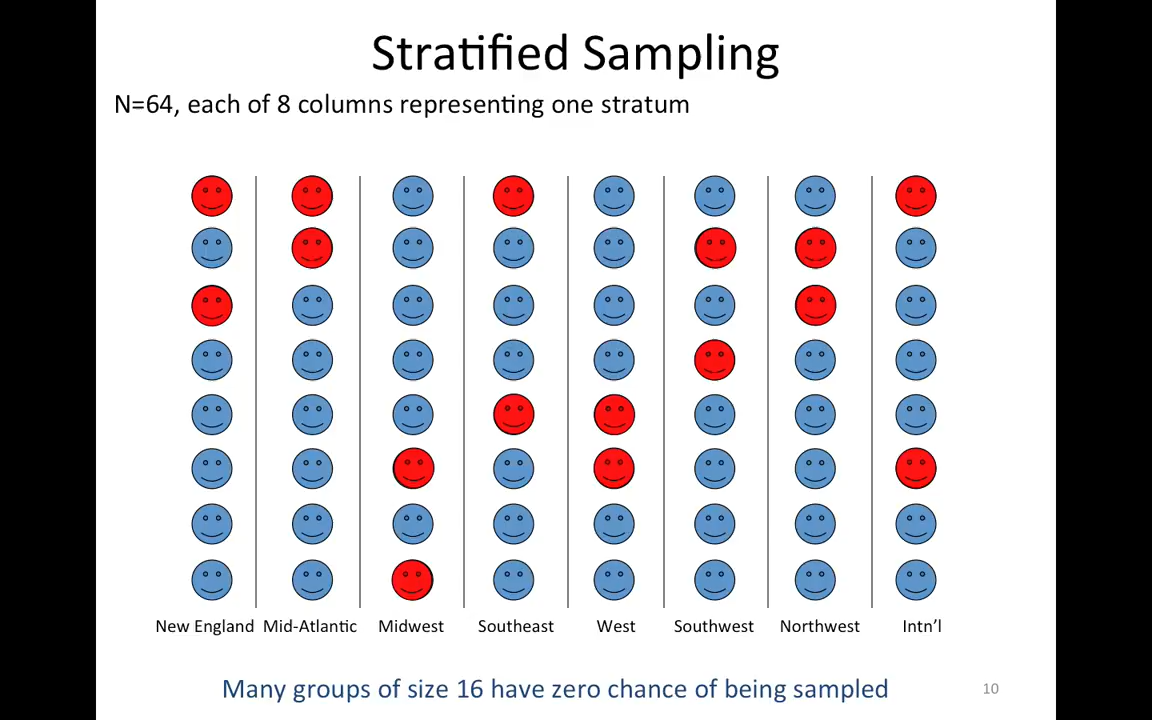 Stratified Sampling
N=64, each of 8 columns representing one stratum
New England Mid-Atlantic Midwest Southeast West Southwest Northwest Intn’l
Many groups of size 16 have zero chance of being sampled
10